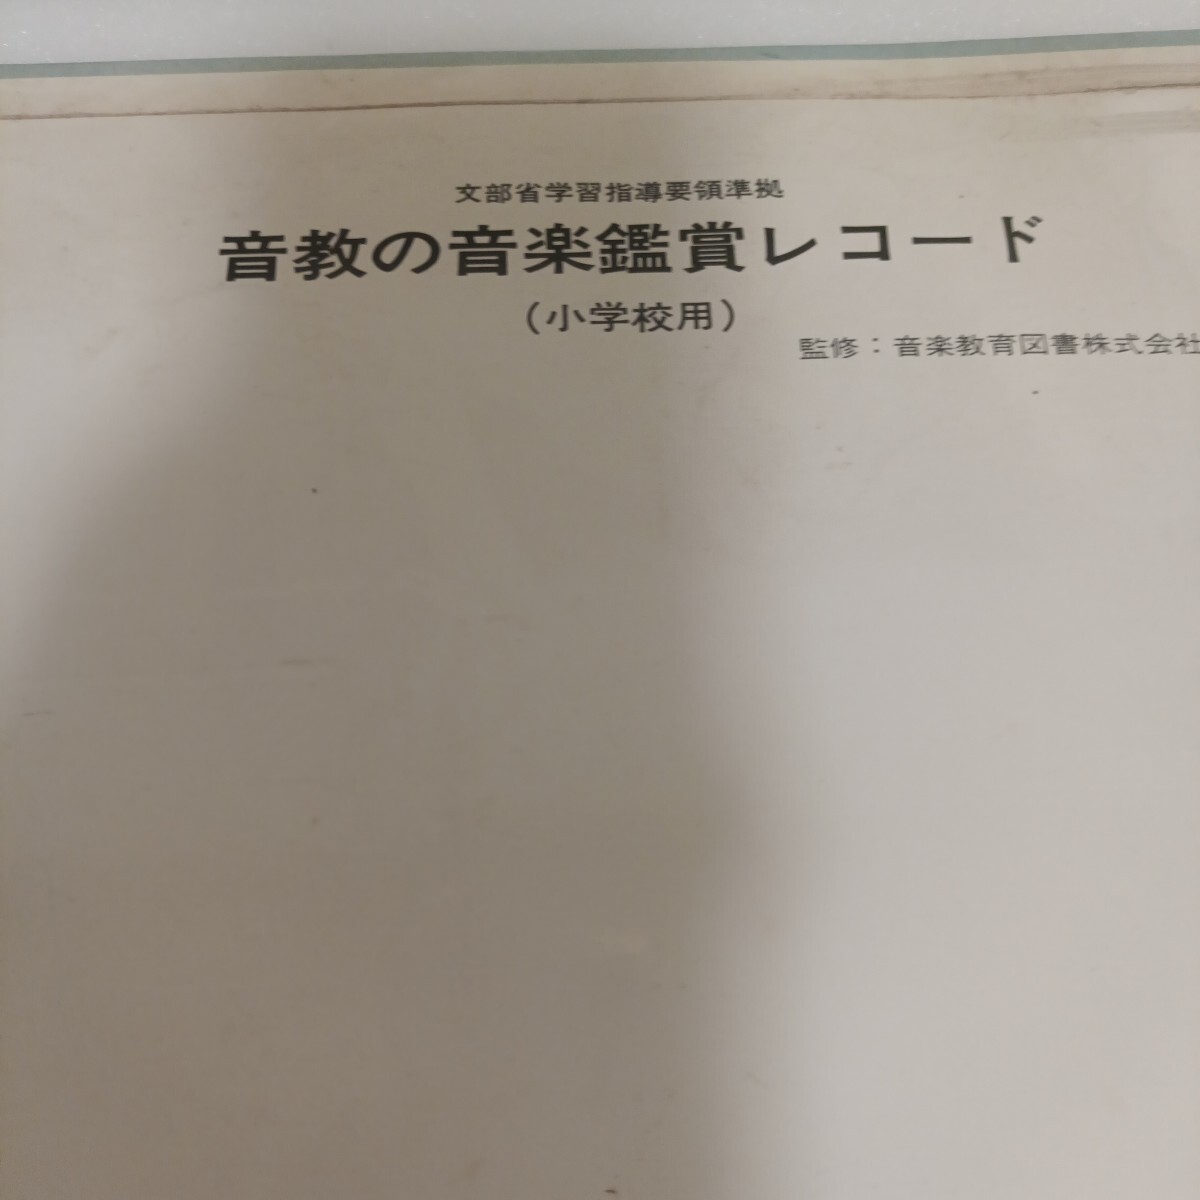 文部省学習指導要領準拠
音教の音楽鑑賞レコード
(小学校用)
監修:音楽教育図書株式会社